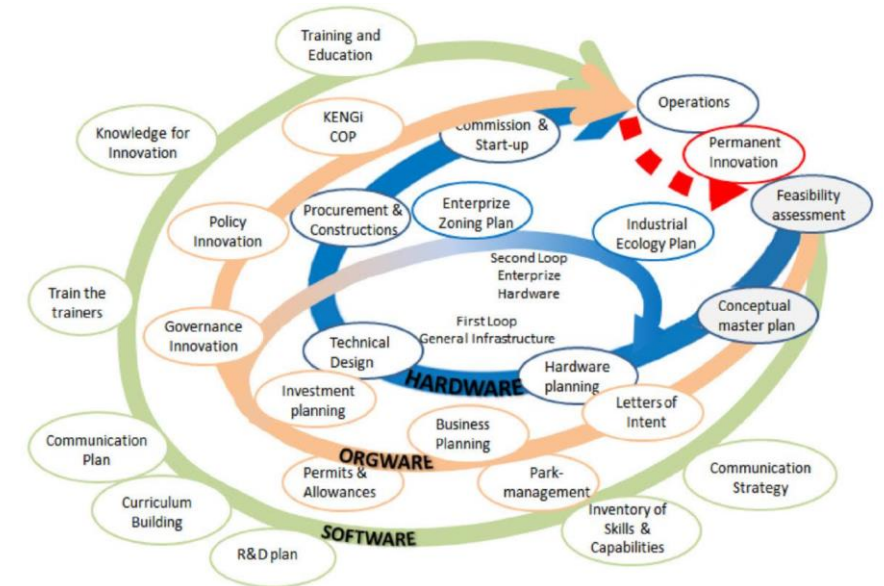 Training and
Education
Operations
KENGi
COP
Commission &
Start-up
Knowledge for
Innovation
Permanent
Innovation
Feasibility
assessment
Policy
Innovation
Procurement &
Constructions
Enterprize
Zoning Plan
Industrial
Ecology Plan
Second Loop
Enterprize
Hardware
Train the
trainers
Governance
Innovation
First Loop
General Infrastructure
Conceptual
master plan
Technical
Design
Hardware
planning
HARDWARE
Investment
planning
Letters of
Intent
Business
Planning
Communication
Plan
ORGWARE
Permits &
Allowances
Park-
management
Communication
Strategy
Curriculum
Building
Inventory of
Skills &
Capabilities
SOFTWARE
R&D plan